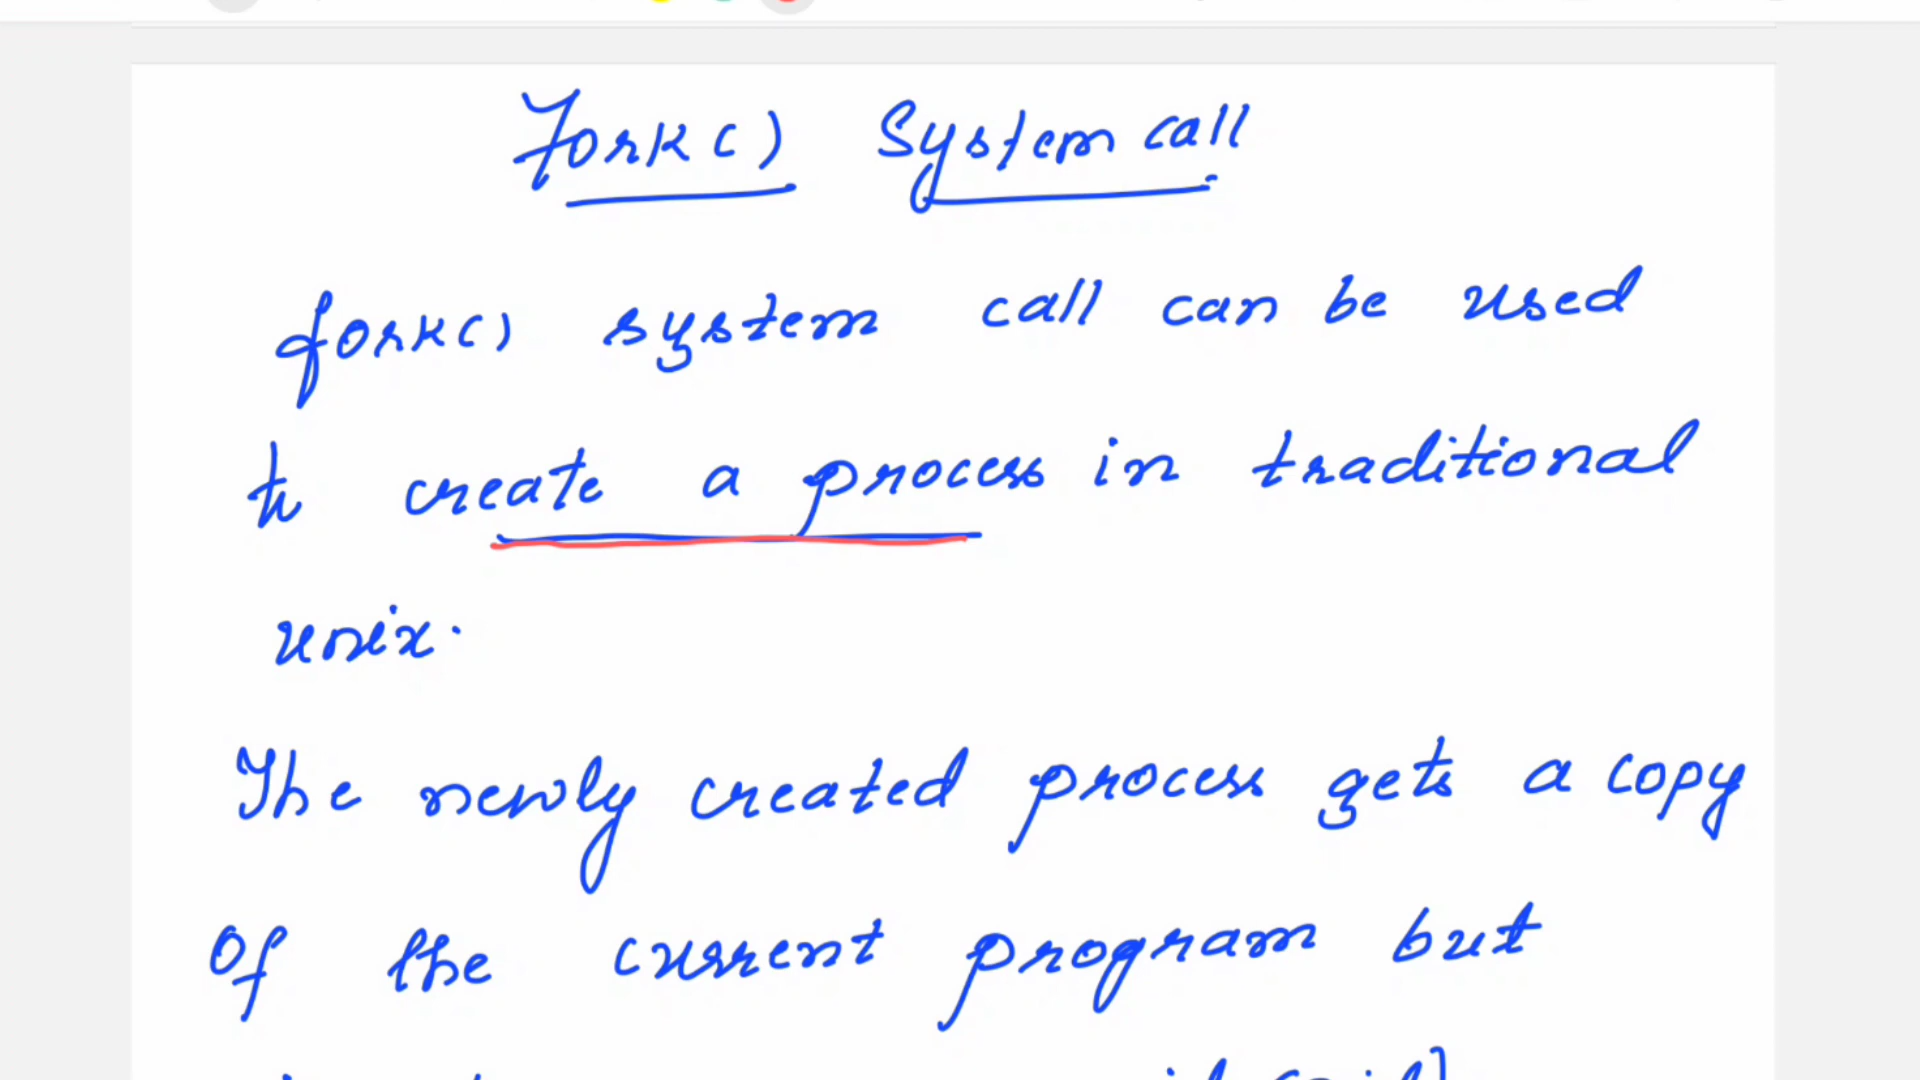 Fork() System call
fork() system call can be used
to create a process in traditional
unix.
The newly created process gets a copy
of the current program but